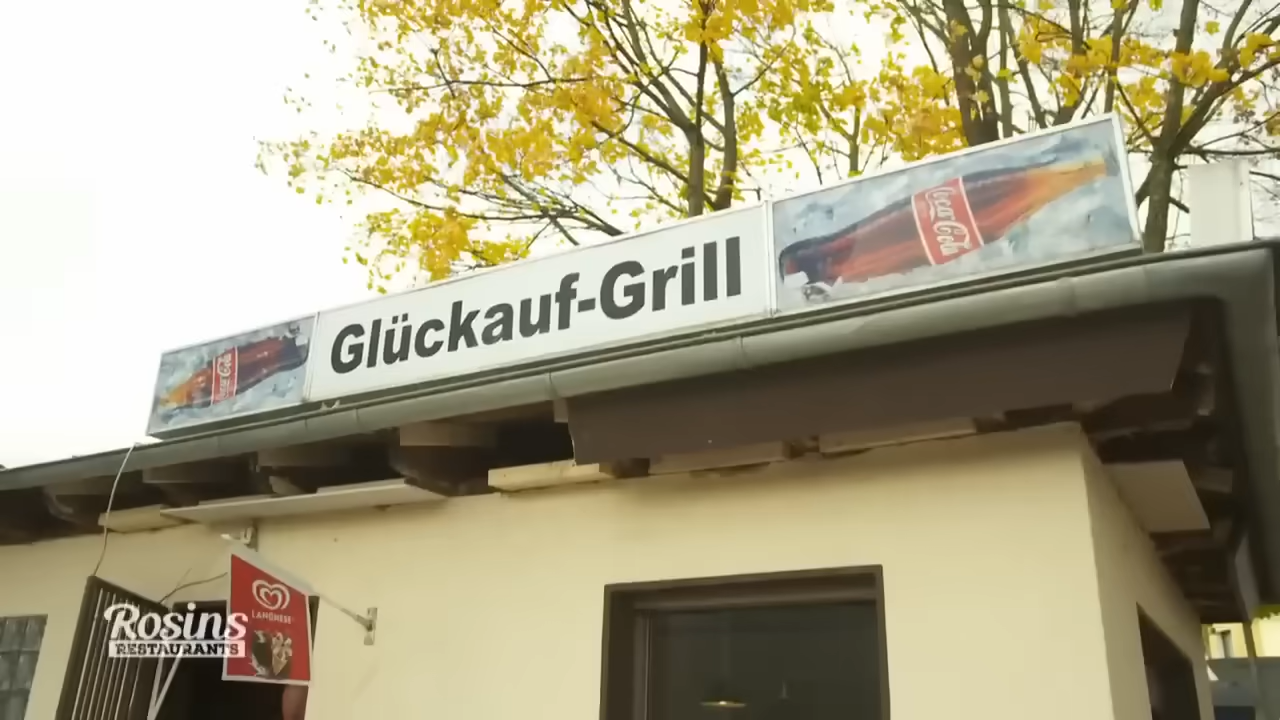 Glückauf-Grill
Coca-Cola
Coca-Cola
LANGNESE
Rosins
RESTAURANTS